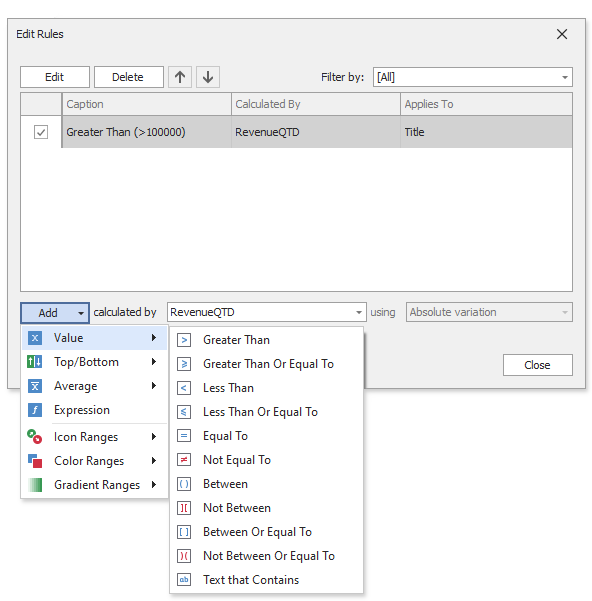 Edit Rules
Edit Delete Filter by: [All]
Caption Calculated By Applies To
Greater Than (>100000) RevenueQTD Title
Add calculated by RevenueQTD using Absolute variation
Value
Top/Bottom
Average
Expression
Icon Ranges
Color Ranges
Gradient Ranges
> Greater Than
≥ Greater Than Or Equal To
< Less Than
≤ Less Than Or Equal To
= Equal To
≠ Not Equal To
( ) Between
][ Not Between
[ ] Between Or Equal To
)( Not Between Or Equal To
ab Text that Contains
Close